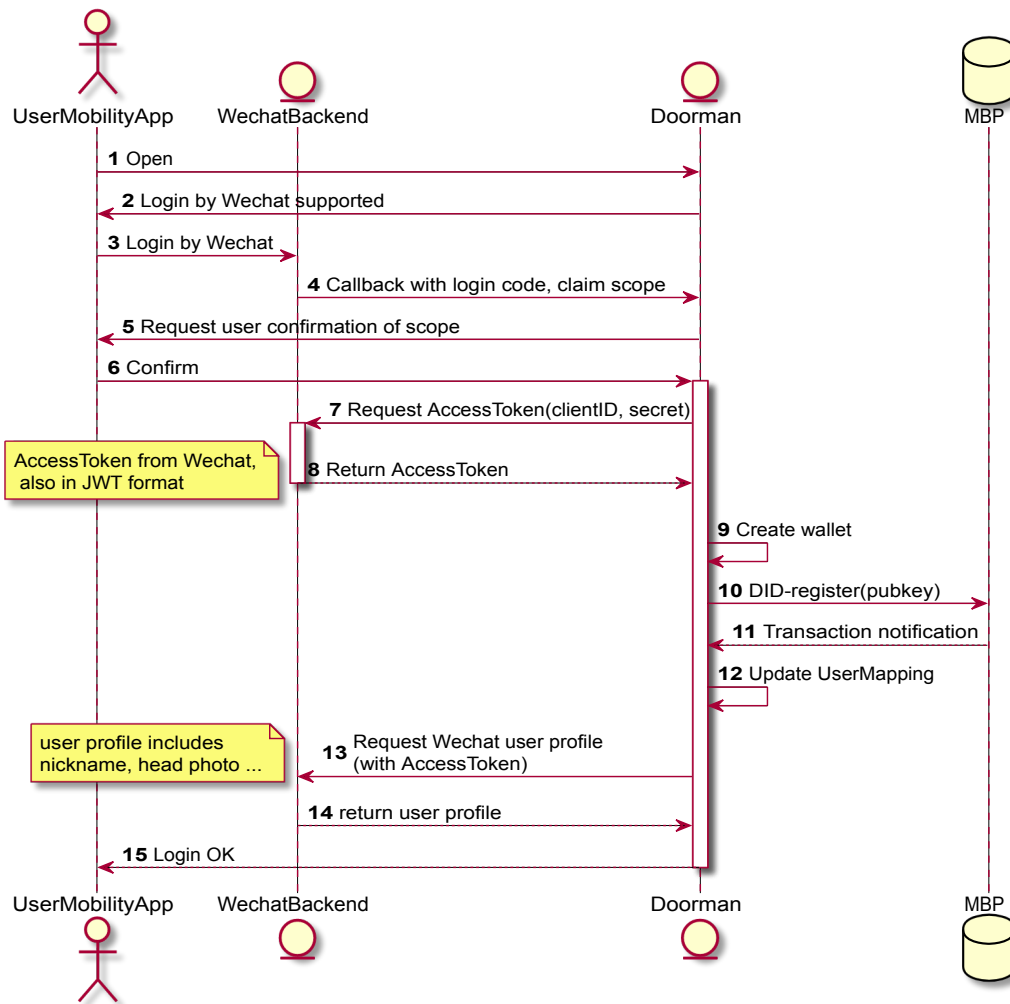 UserMobilityApp
WechatBackend
Doorman
MBP
1 Open
2 Login by Wechat supported
3 Login by Wechat
4 Callback with login code, claim scope
5 Request user confirmation of scope
6 Confirm
7 Request AccessToken(clientID, secret)
AccessToken from Wechat,
also in JWT format
8 Return AccessToken
9 Create wallet
10 DID-register(pubkey)
11 Transaction notification
12 Update UserMapping
user profile includes
nickname, head photo ...
13 Request Wechat user profile
(with AccessToken)
14 return user profile
15 Login OK
UserMobilityApp
WechatBackend
Doorman
MBP